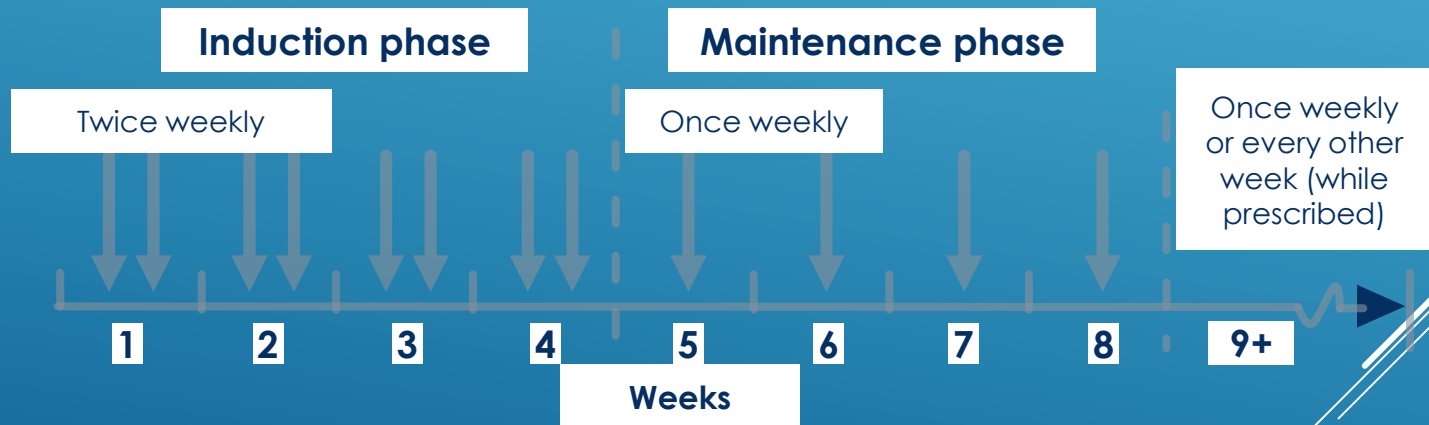 Induction phase
Maintenance phase
Twice weekly
Once weekly
Once weekly
or every other
week (while
prescribed)
1 2 3 4 5 6 7 8 9+
Weeks